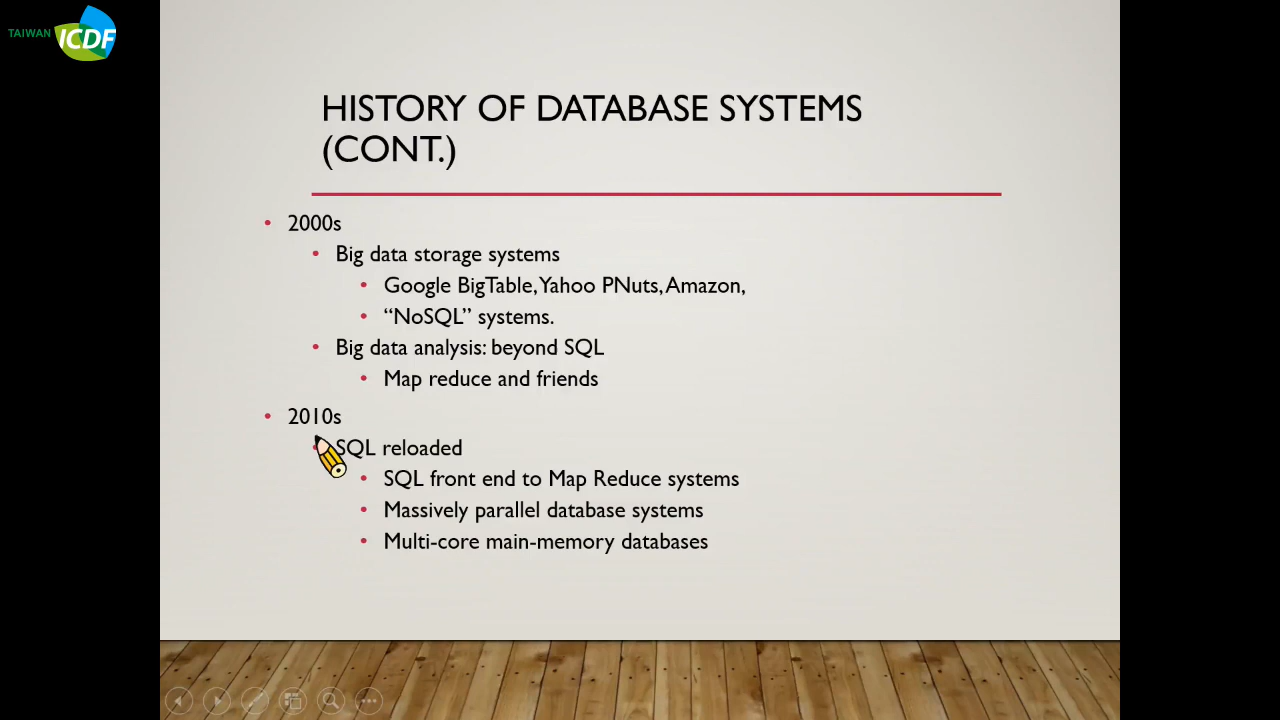 TAIWAN ICDF
HISTORY OF DATABASE SYSTEMS
(CONT.)
• 2000s
• Big data storage systems
• Google BigTable, Yahoo PNuts, Amazon,
• “NoSQL” systems.
• Big data analysis: beyond SQL
• Map reduce and friends
• 2010s
• SQL reloaded
• SQL front end to Map Reduce systems
• Massively parallel database systems
• Multi-core main-memory databases